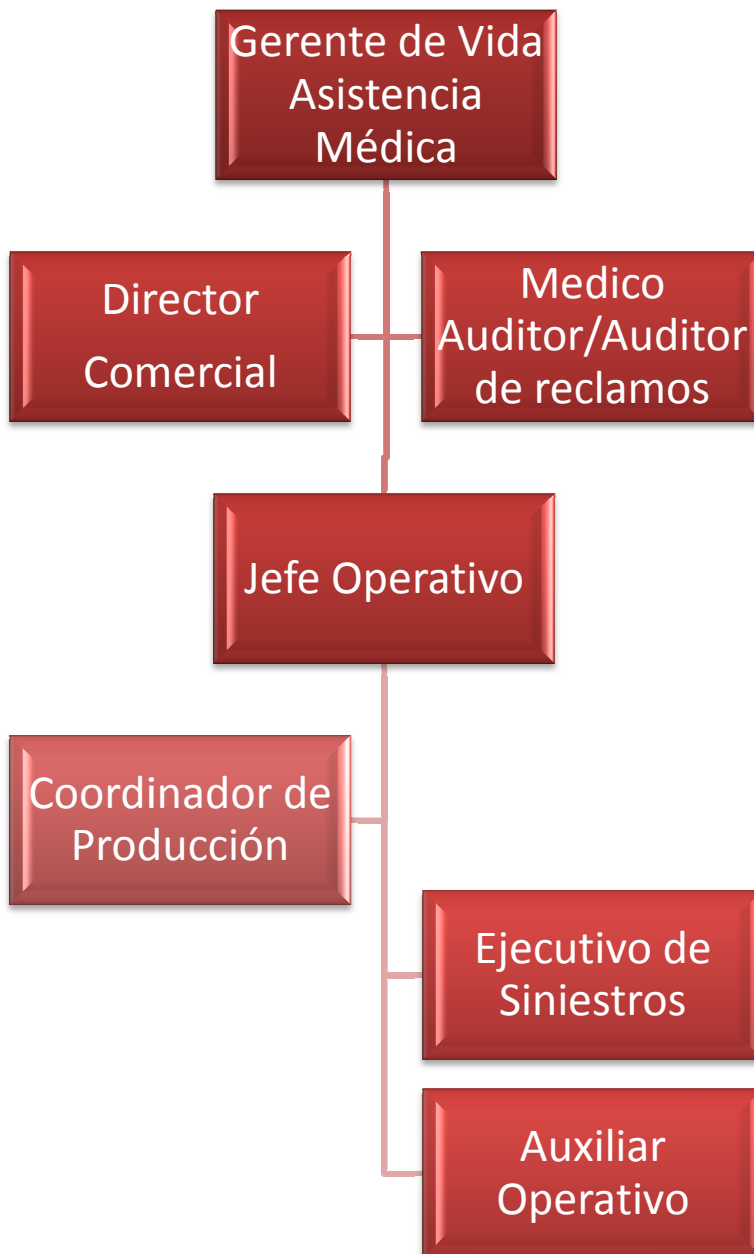 Gerente de Vida
Asistencia
Médica
Director
Comercial
Medico
Auditor/Auditor
de reclamos
Jefe Operativo
Coordinador de
Producción
Ejecutivo de
Siniestros
Auxiliar
Operativo